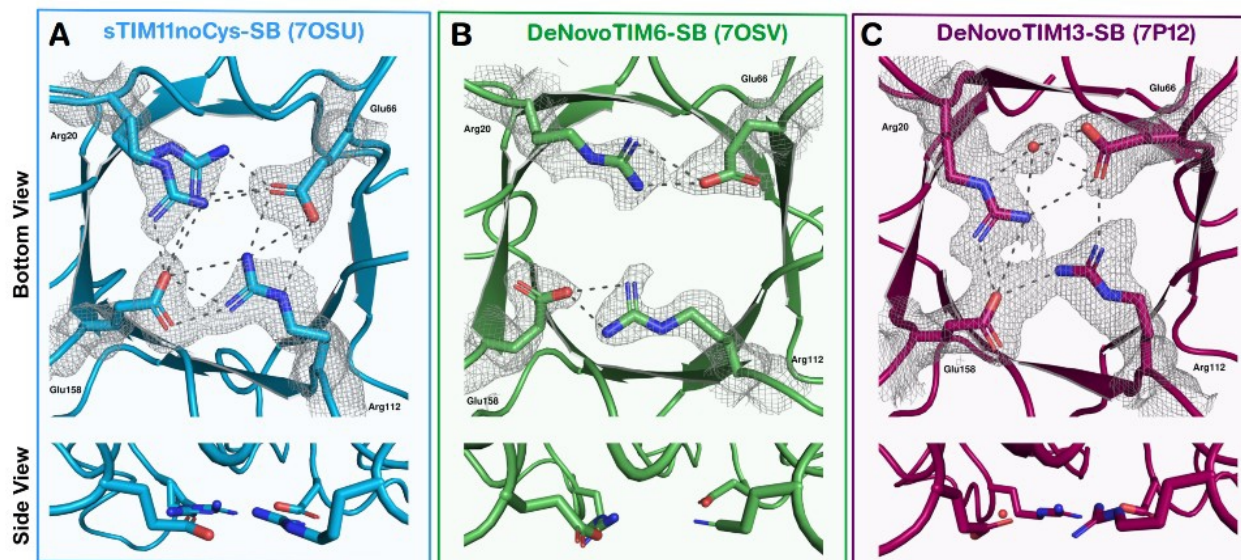 A sTIM11noCys-SB (7OSU)
Bottom View
Arg20
Glu66
Glu158
Arg112
Side View
B DeNovoTIM6-SB (7OSV)
Arg20
Glu66
Glu158
Arg112
C DeNovoTIM13-SB (7P12)
Arg20
Glu66
Glu158
Arg112